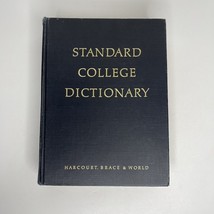 STANDARD
COLLEGE
DICTIONARY
HARCOURT, BRACE & WORLD